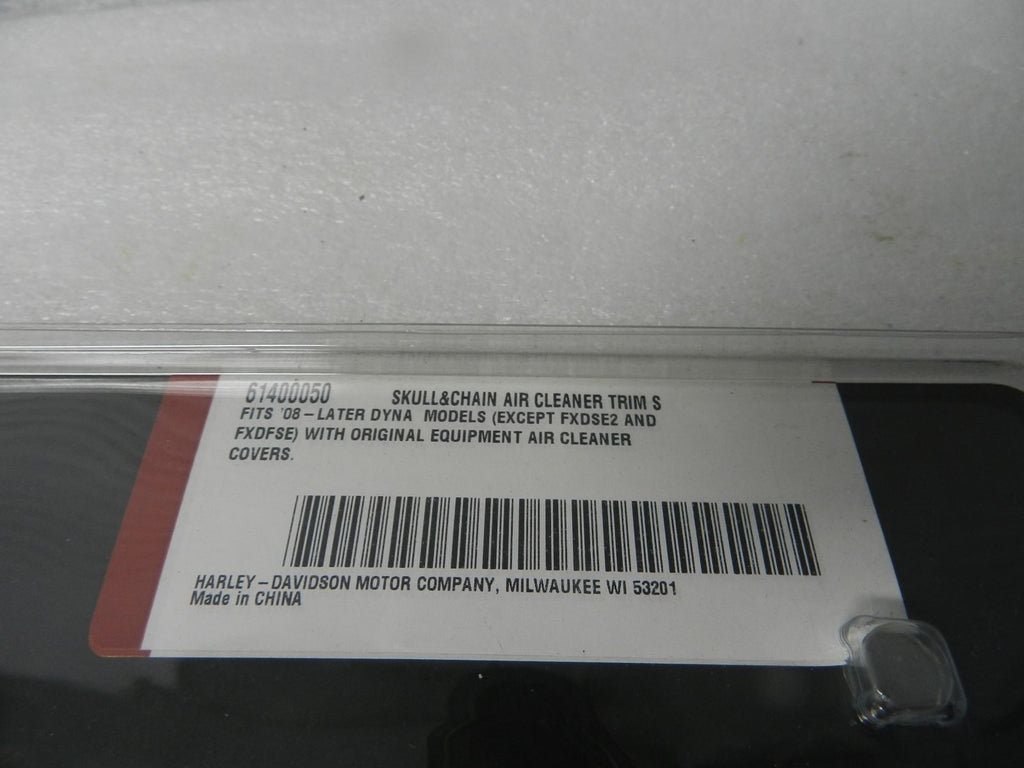 61400050 SKULL&CHAIN AIR CLEANER TRIM S
FITS '08-LATER DYNA MODELS (EXCEPT FXDSE2 AND
FXDFSE) WITH ORIGINAL EQUIPMENT AIR CLEANER
COVERS.
HARLEY-DAVIDSON MOTOR COMPANY, MILWAUKEE WI 53201
Made in CHINA